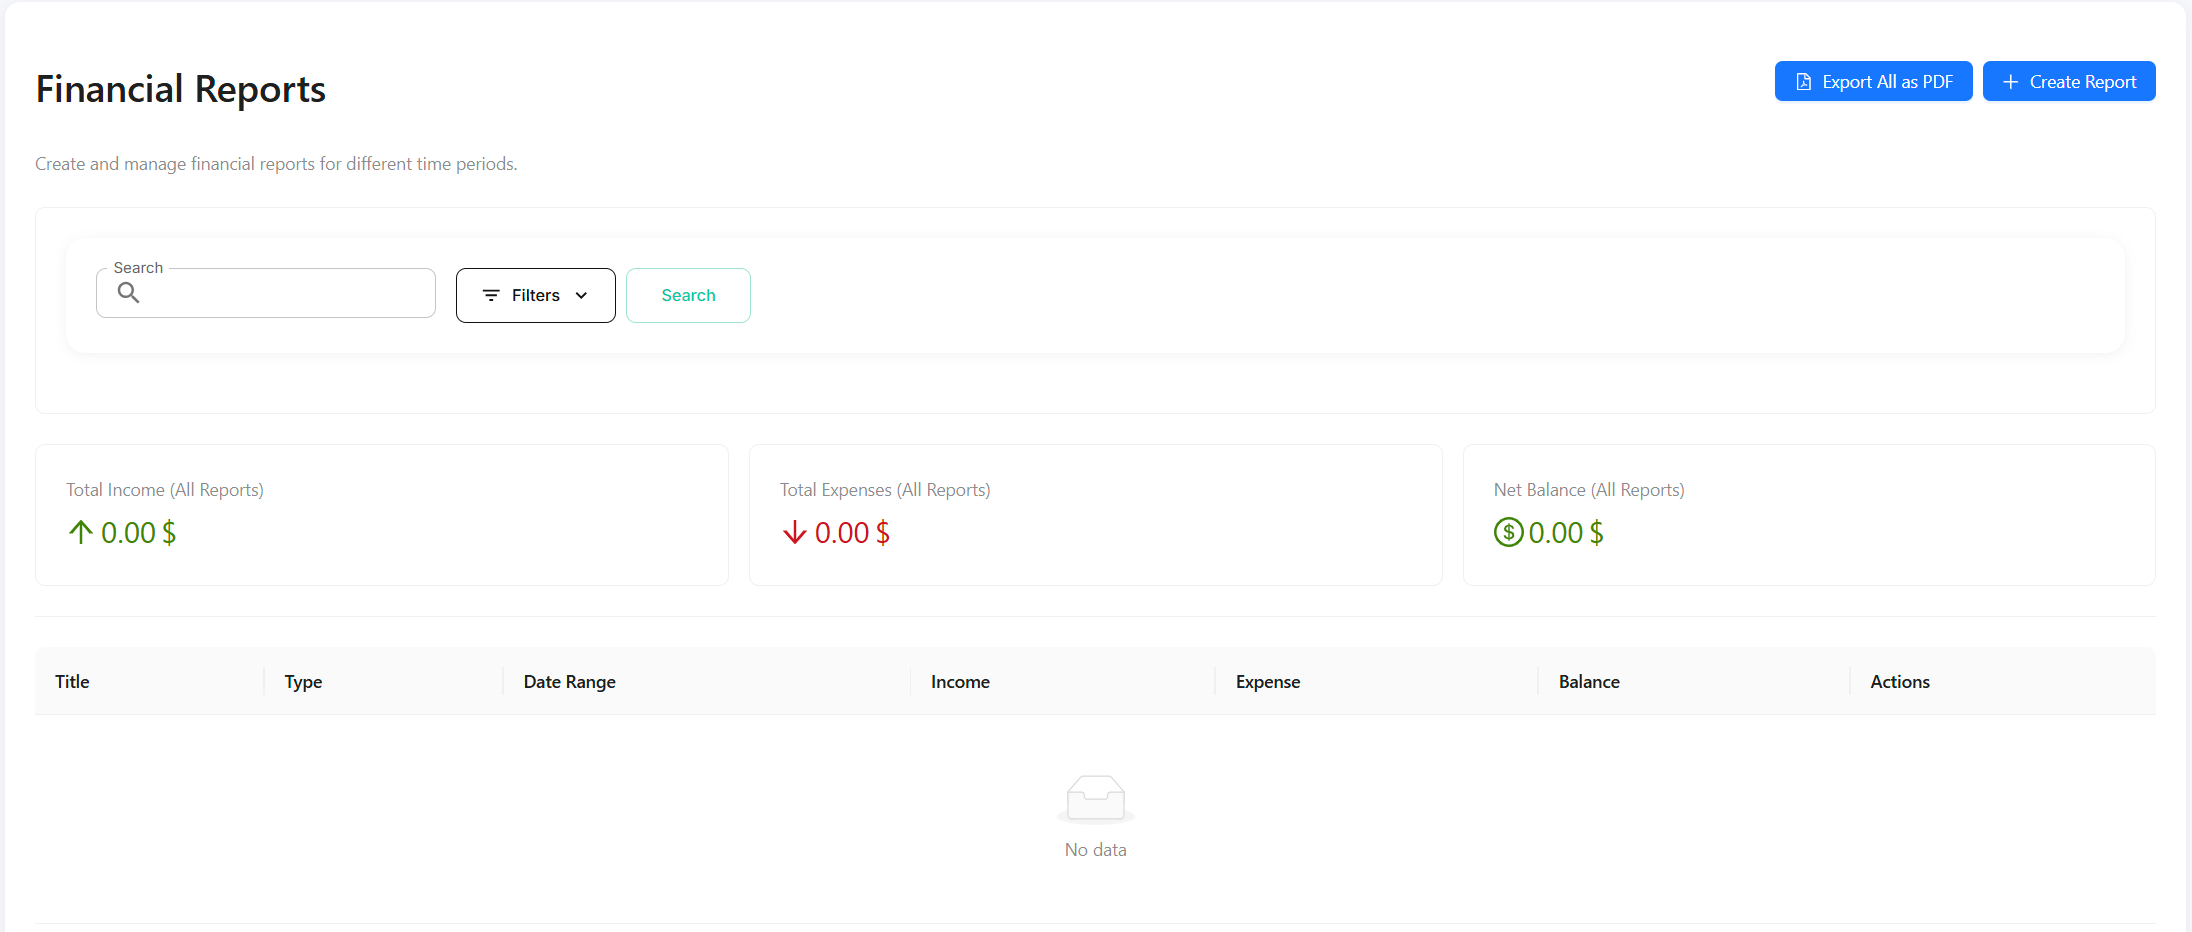 Financial Reports
Export All as PDF
Create Report
Create and manage financial reports for different time periods.
Search
Filters
Search
Total Income (All Reports)
0.00 $
Total Expenses (All Reports)
0.00 $
Net Balance (All Reports)
0.00 $
Title Type Date Range Income Expense Balance Actions
No data